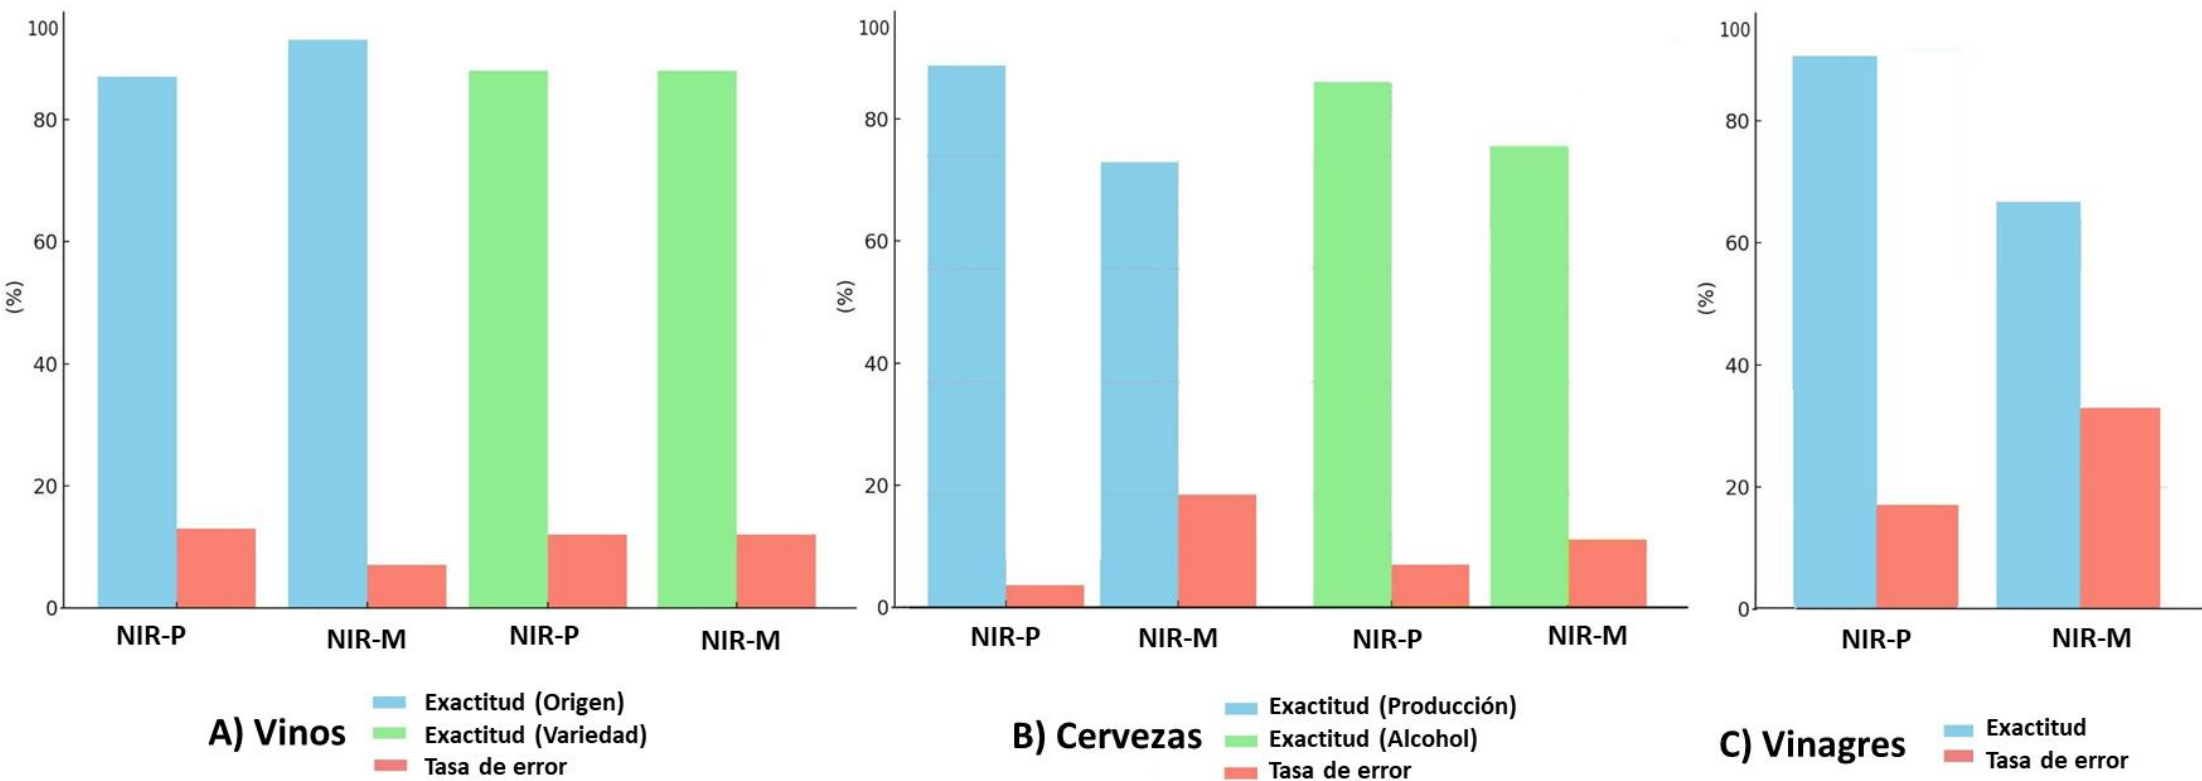 100
80
60
40
20
0
(%)
NIR-P
NIR-M
NIR-P
NIR-M
A) Vinos
Exactitud (Origen)
Exactitud (Variedad)
Tasa de error
100
80
60
40
20
0
(%)
NIR-P
NIR-M
NIR-P
NIR-M
B) Cervezas
Exactitud (Producción)
Exactitud (Alcohol)
Tasa de error
100
80
60
40
20
0
(%)
NIR-P
NIR-M
C) Vinagres
Exactitud
Tasa de error